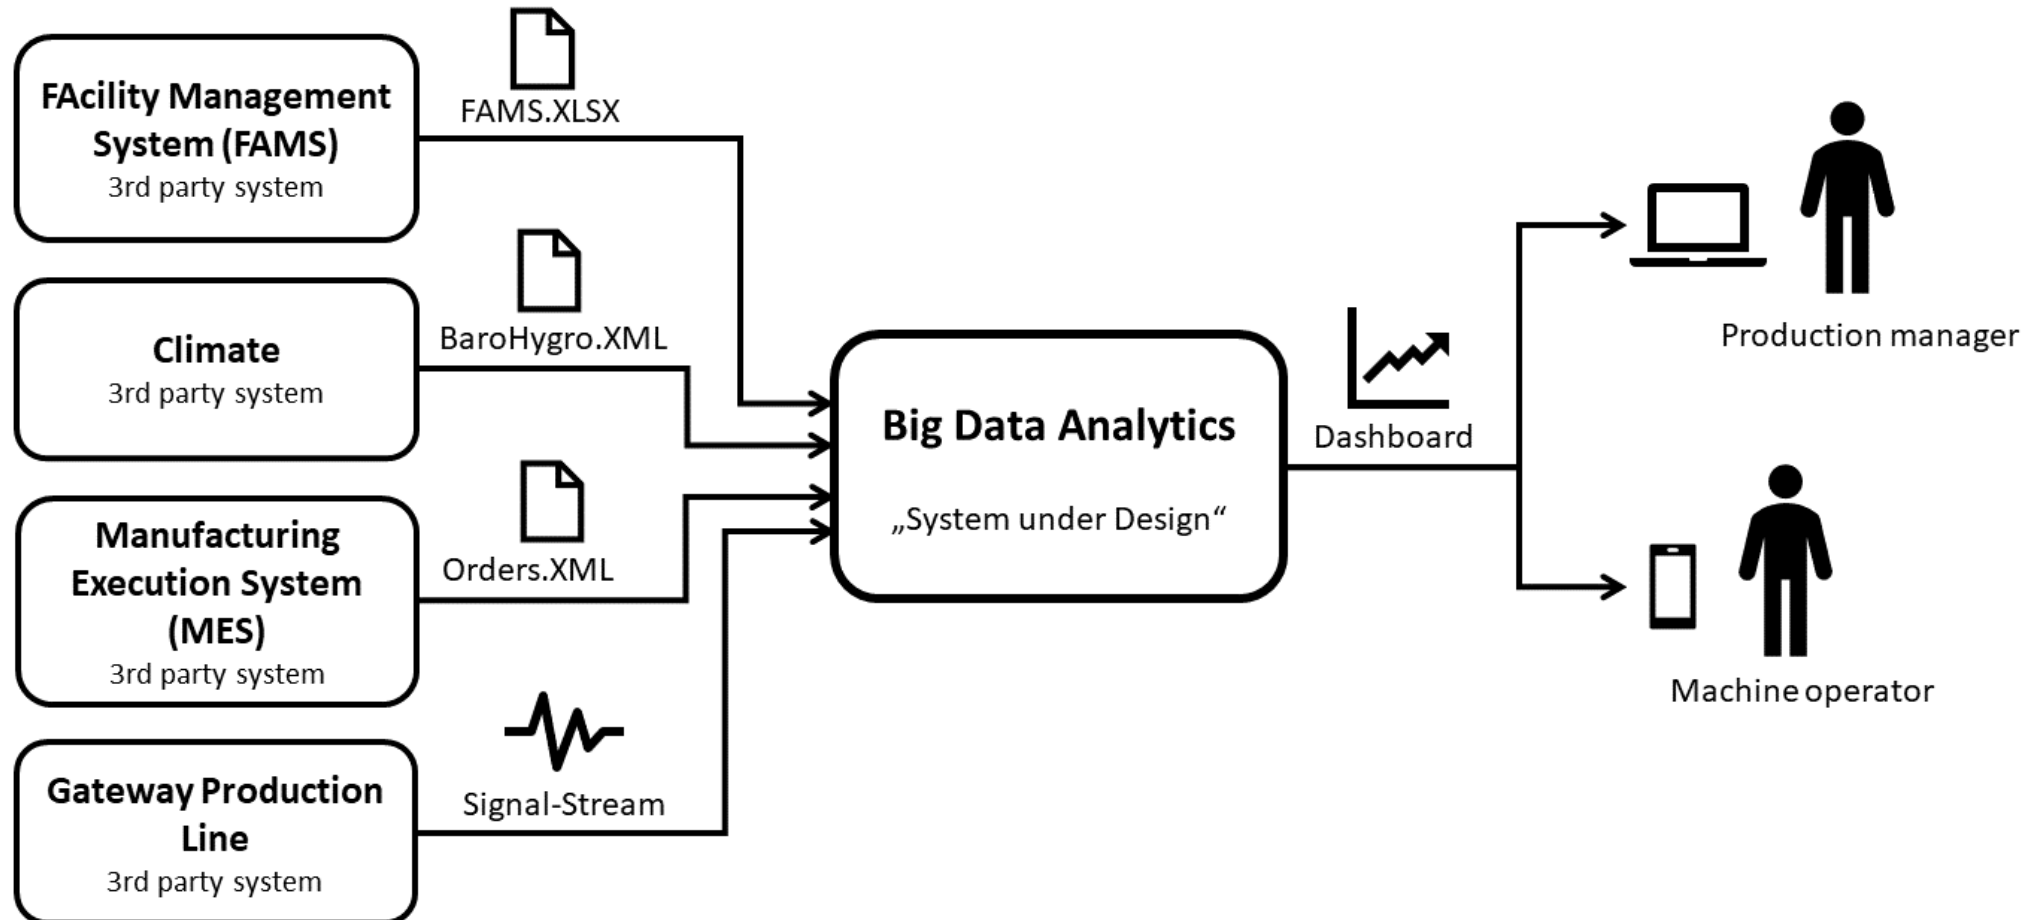 FAcility Management
System (FAMS)
3rd party system
FAMS.XLSX
Climate
3rd party system
BaroHygro.XML
Manufacturing
Execution System
(MES)
3rd party system
Orders.XML
Gateway Production
Line
3rd party system
Signal-Stream
Big Data Analytics
„System under Design“
Dashboard
Production manager
Machine operator